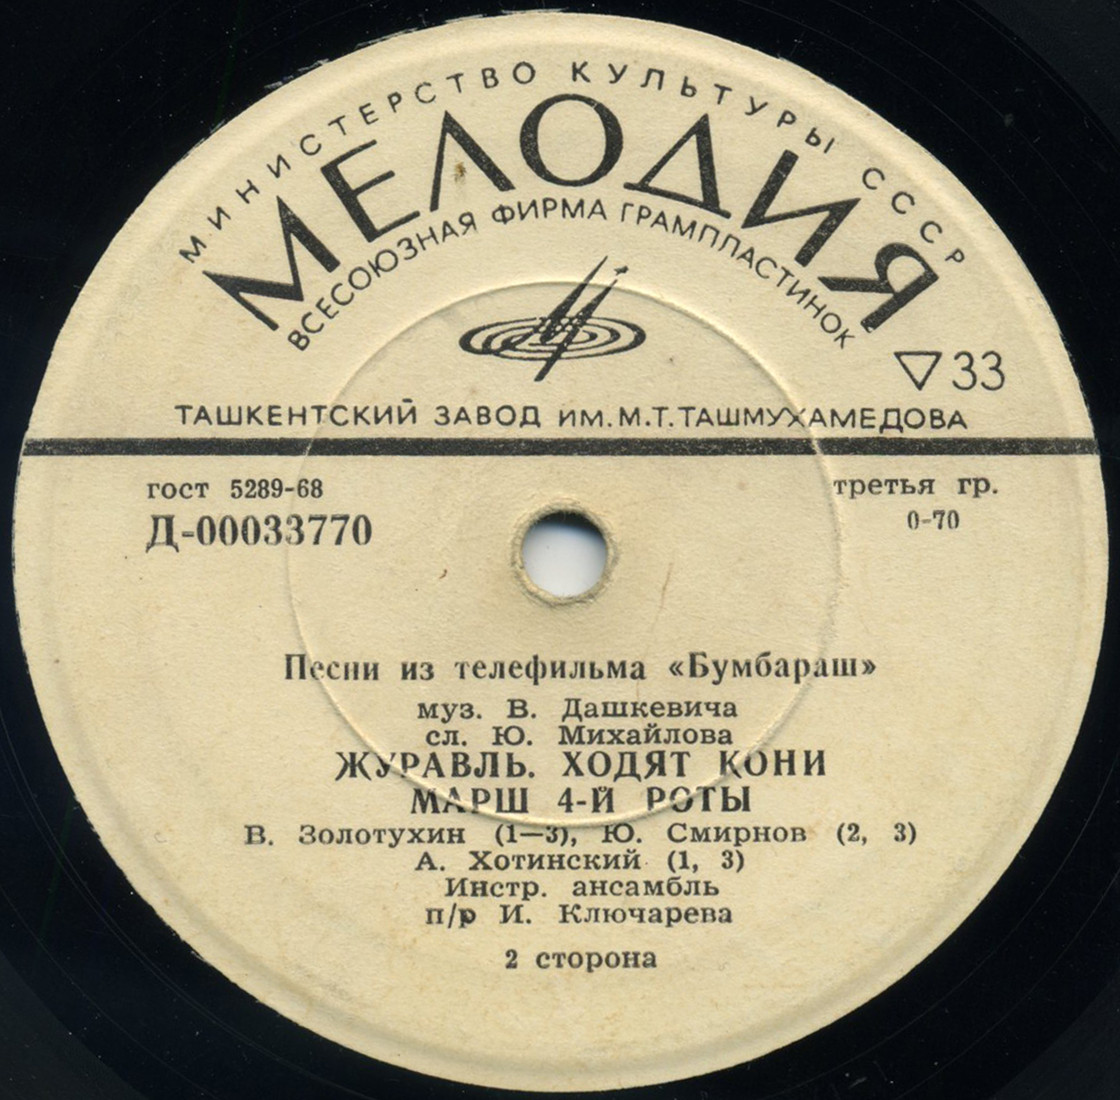 МИНИСТЕРСТВО КУЛЬТУРЫ СССР
МЕЛОДИЯ
ВСЕСОЮЗНАЯ ФИРМА ГРАМПЛАСТИНОК
▽33
ТАШКЕНТСКИЙ ЗАВОД ИМ. М.Т. ТАШМУХАМЕДОВА
гост 5289-68
третья гр.
Д-00033770
0-70
Песни из телефильма «Бумбараш»
муз. В. Дашкевича
сл. Ю. Михайлова
ЖУРАВЛЬ. ХОДЯТ КОНИ
МАРШ 4-Й РОТЫ
В. Золотухин (1—3), Ю. Смирнов (2, 3)
А. Хотинский (1, 3)
Инстр. ансамбль
п/р И. Ключарева
2 сторона